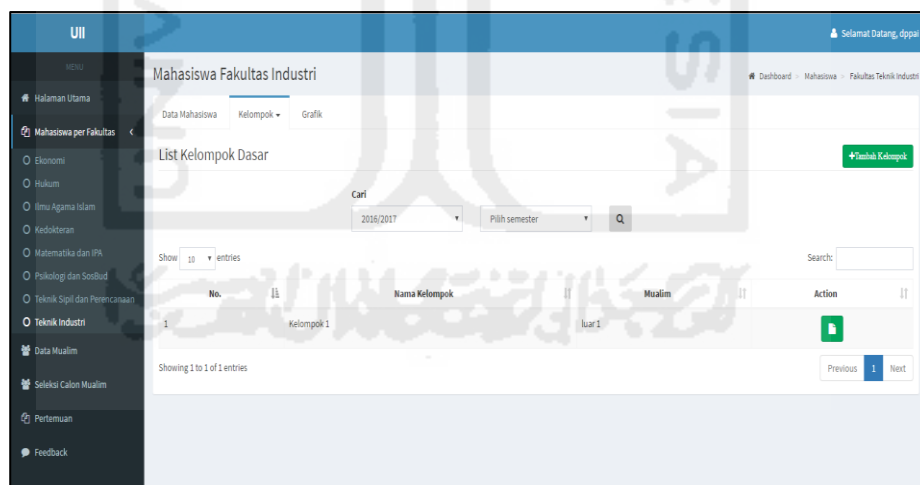 UII
Selamat Datang, dppai
MENU
Halaman Utama
Mahasiswa per Fakultas
Ekonomi
Hukum
Ilmu Agama Islam
Kedokteran
Matematika dan IPA
Psikologi dan SosBud
Teknik Sipil dan Perencanaan
Teknik Industri
Data Mualim
Seleksi Calon Mualim
Pertemuan
Feedback
Mahasiswa Fakultas Industri
Dashboard > Mahasiswa > Fakultas Teknik Industri
Data Mahasiswa Kelompok Grafik
List Kelompok Dasar
+Tambah Kelompok
Cari
2016/2017 Pilih semester
Show 10 entries
Search:
No. Nama Kelompok Mualim Action
1 Kelompok 1 luar 1
Showing 1 to 1 of 1 entries
Previous 1 Next